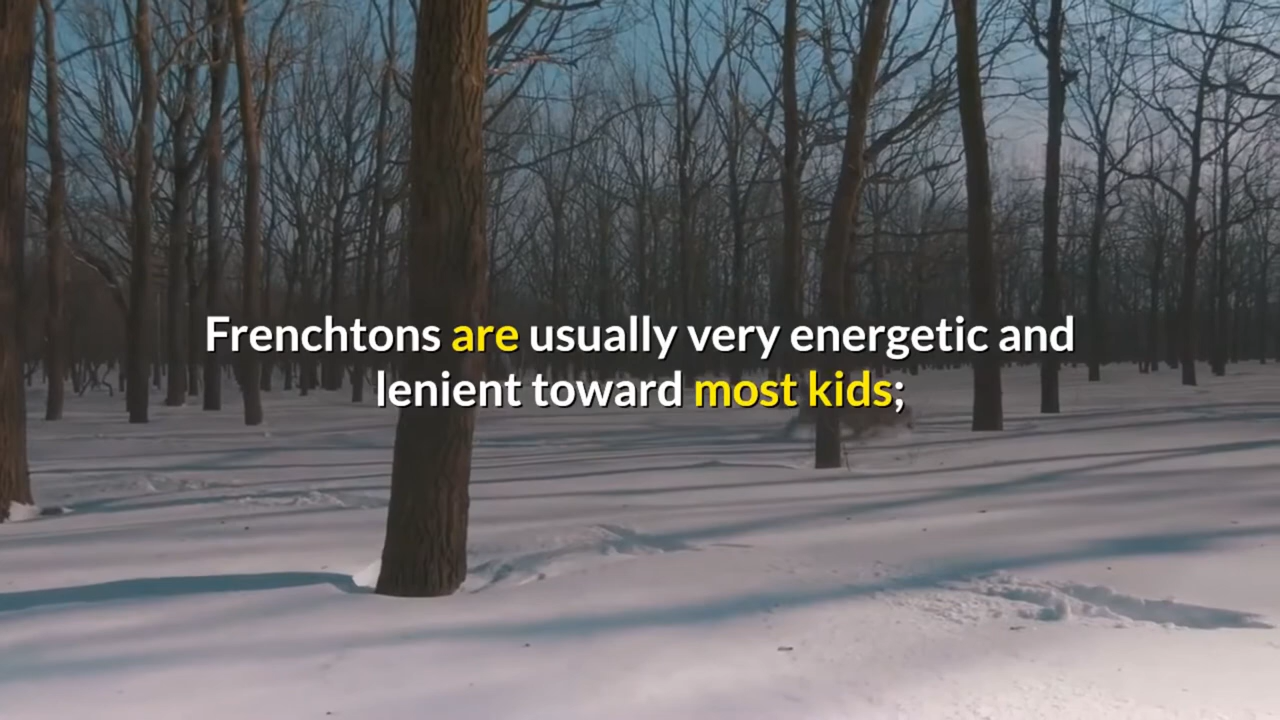 Frenchtons are usually very energetic and
lenient toward most kids;